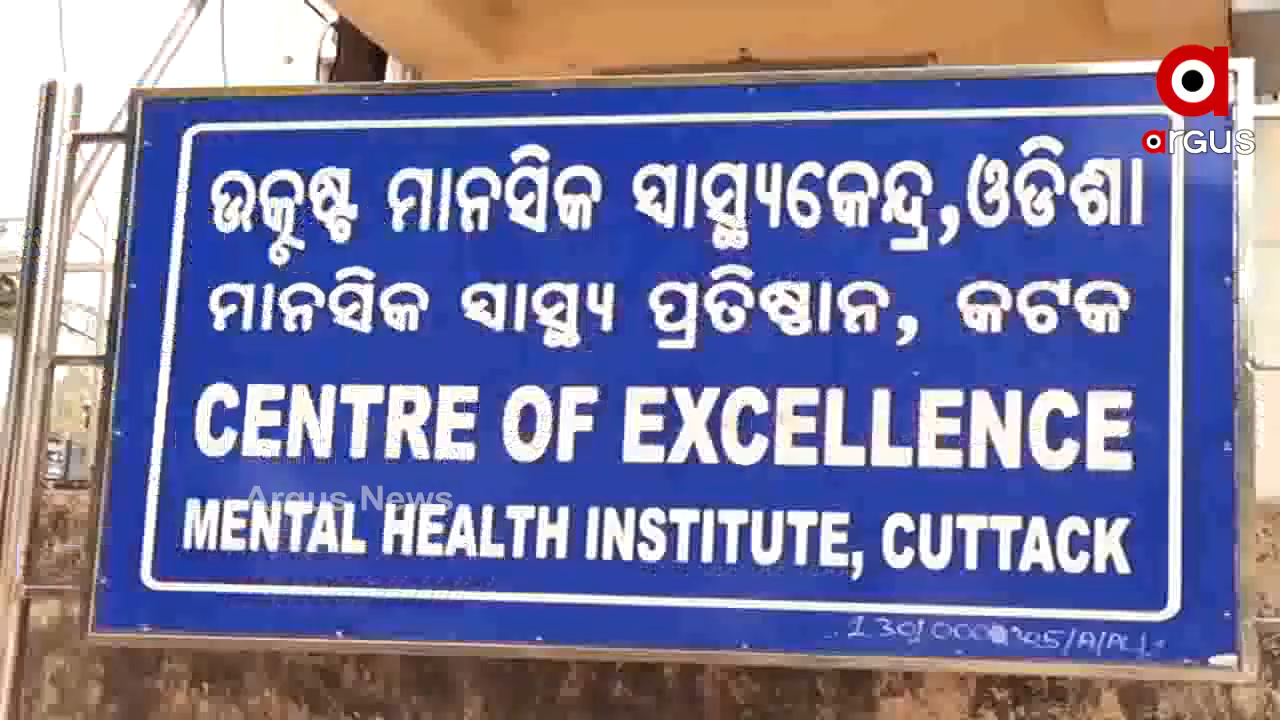 argus
ଉତ୍କୃଷ୍ଟ ମାନସିକ ସ୍ୱାସ୍ଥ୍ୟକେନ୍ଦ୍ର,ଓଡିଶା
ମାନସିକ ସ୍ୱାସ୍ଥ୍ୟ ପ୍ରତିଷ୍ଠାନ, କଟକ
CENTRE OF EXCELLENCE
Argus News
MENTAL HEALTH INSTITUTE, CUTTACK